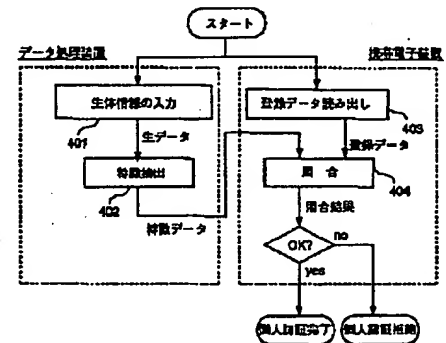 スタート
データ処理装置
携帯電子装置
生体情報の入力
401
生データ
特徴抽出
402
特徴データ
登録データ読み出し
403
登録データ
照合
404
照合結果
OK?
no
yes
個人認証完了
個人認証拒絶